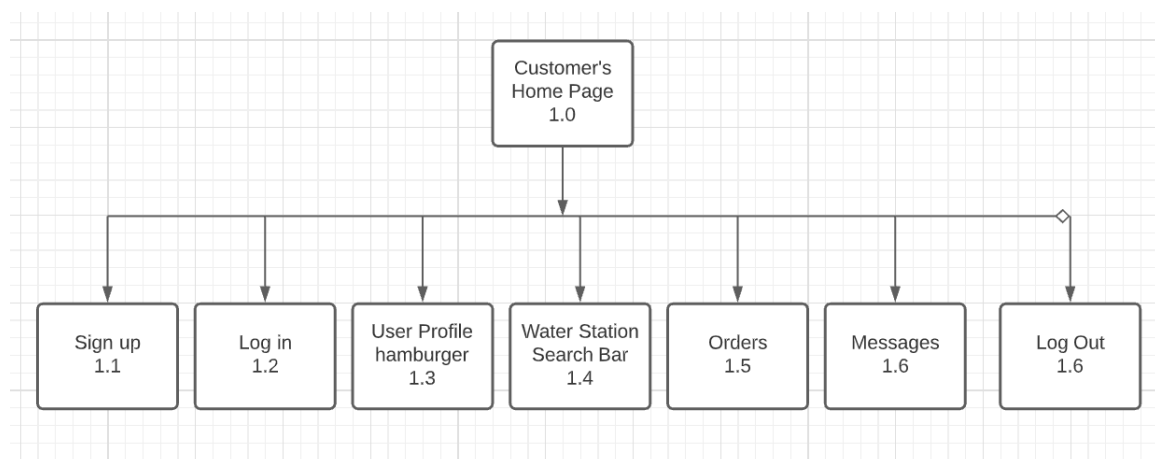 Customer's
Home Page
1.0
Sign up
1.1
Log in
1.2
User Profile
hamburger
1.3
Water Station
Search Bar
1.4
Orders
1.5
Messages
1.6
Log Out
1.6